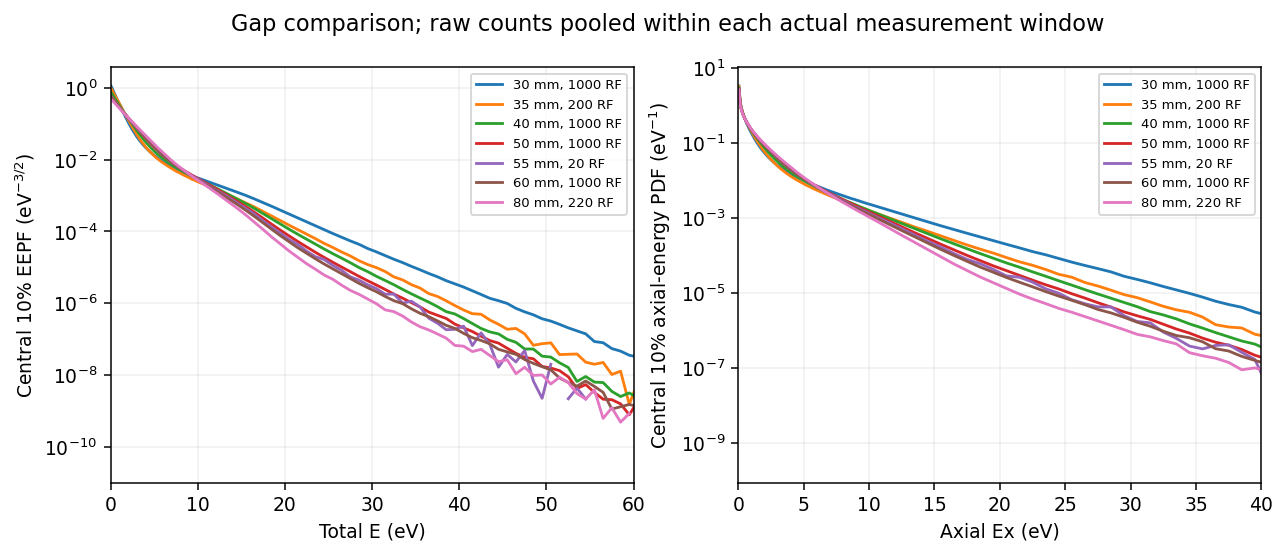 Gap comparison; raw counts pooled within each actual measurement window
Central 10% EEPF (eV⁻³ᐟ²)
10⁰
10⁻²
10⁻⁴
10⁻⁶
10⁻⁸
10⁻¹⁰
30 mm, 1000 RF
35 mm, 200 RF
40 mm, 1000 RF
50 mm, 1000 RF
55 mm, 20 RF
60 mm, 1000 RF
80 mm, 220 RF
0 10 20 30 40 50 60
Total E (eV)
Central 10% axial-energy PDF (eV⁻¹)
10¹
10⁻¹
10⁻³
10⁻⁵
10⁻⁷
10⁻⁹
30 mm, 1000 RF
35 mm, 200 RF
40 mm, 1000 RF
50 mm, 1000 RF
55 mm, 20 RF
60 mm, 1000 RF
80 mm, 220 RF
0 5 10 15 20 25 30 35 40
Axial Ex (eV)